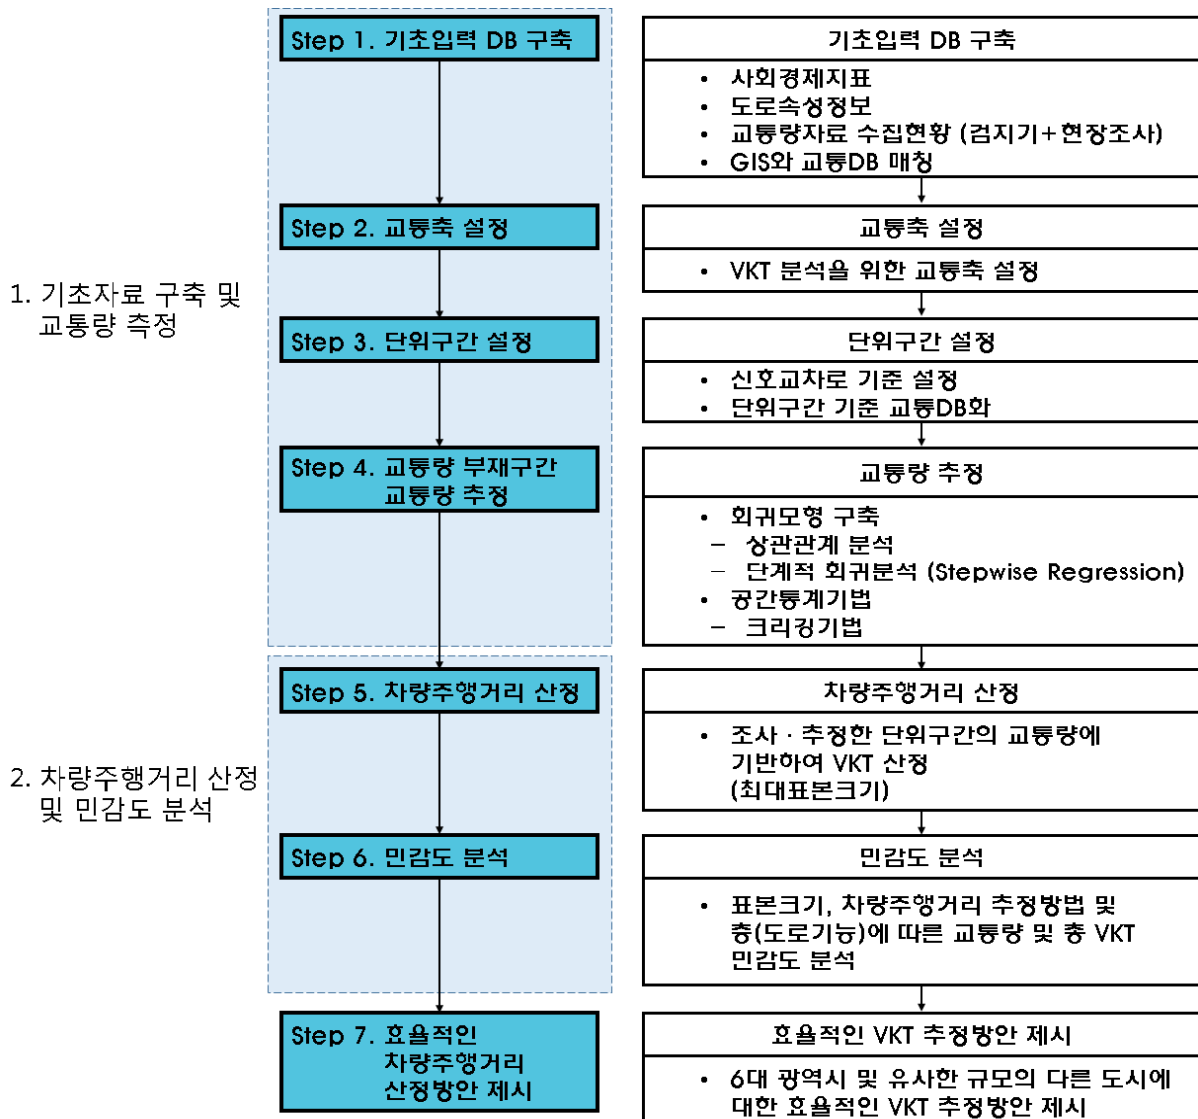 Step 1. 기초입력 DB 구축
기초입력 DB 구축
• 사회경제지표
• 도로속성정보
• 교통량자료 수집현황 (검지기+현장조사)
• GIS와 교통DB 매칭
1. 기초자료 구축 및
교통량 측정
Step 2. 교통축 설정
교통축 설정
• VKT 분석을 위한 교통축 설정
Step 3. 단위구간 설정
단위구간 설정
• 신호교차로 기준 설정
• 단위구간 기준 교통DB화
Step 4. 교통량 부재구간
교통량 추정
교통량 추정
• 회귀모형 구축
– 상관관계 분석
– 단계적 회귀분석 (Stepwise Regression)
• 공간통계기법
– 크리깅기법
2. 차량주행거리 산정
및 민감도 분석
Step 5. 차량주행거리 산정
차량주행거리 산정
• 조사 · 추정한 단위구간의 교통량에
기반하여 VKT 산정
(최대표본크기)
Step 6. 민감도 분석
민감도 분석
• 표본크기, 차량주행거리 추정방법 및
층(도로기능)에 따른 교통량 및 총 VKT
민감도 분석
Step 7. 효율적인
차량주행거리
산정방안 제시
효율적인 VKT 추정방안 제시
• 6대 광역시 및 유사한 규모의 다른 도시에
대한 효율적인 VKT 추정방안 제시